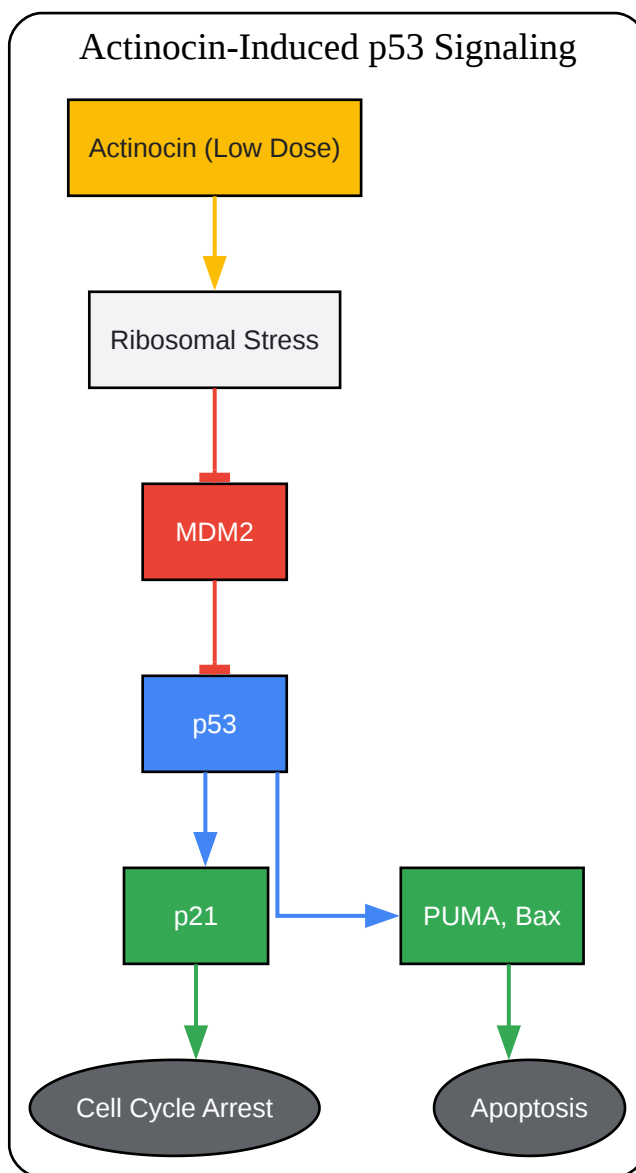 Actinocin-Induced p53 Signaling
Actinocin (Low Dose)
Ribosomal Stress
MDM2
p53
p21
PUMA, Bax
Cell Cycle Arrest
Apoptosis